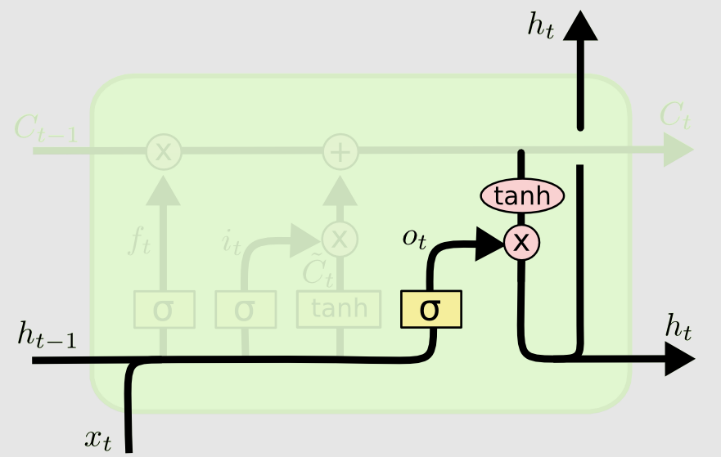 h_t
C_{t-1}
C_t
x
+
tanh
f_t
i_t
x
o_t
x
C̃_t
σ
σ
tanh
σ
h_{t-1}
h_t
x_t